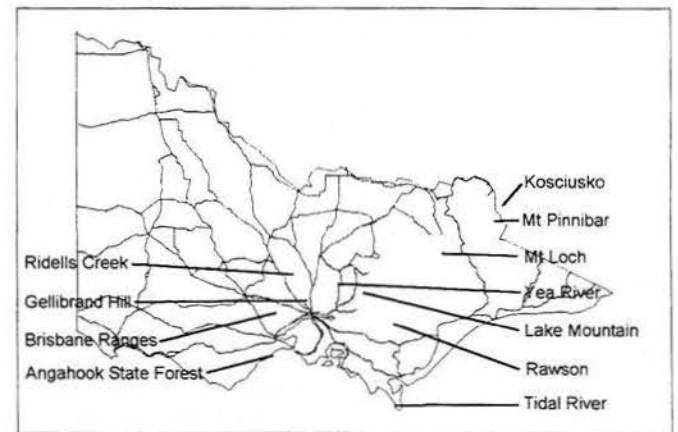 Kosciusko
Mt Pinnibar
Mt Loch
Ridells Creek
Yea River
Gellibrand Hill
Lake Mountain
Brisbane Ranges
Rawson
Angahook State Forest
Tidal River